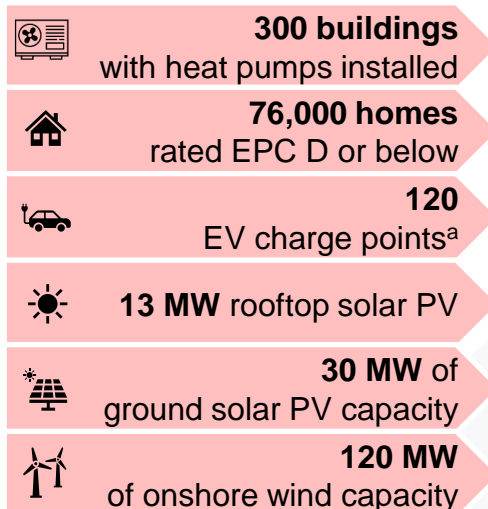 300 buildings
with heat pumps installed
76,000 homes
rated EPC D or below
120
EV charge pointsᵃ
13 MW rooftop solar PV
30 MW of
ground solar PV capacity
120 MW
of onshore wind capacity